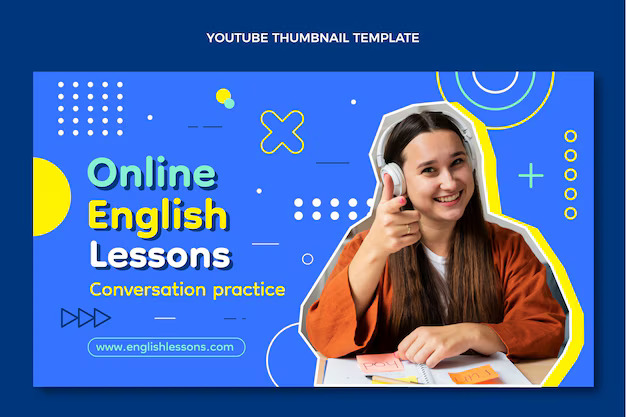 YOUTUBE THUMBNAIL TEMPLATE
Online
English
Lessons
Conversation practice
www.englishlessons.com